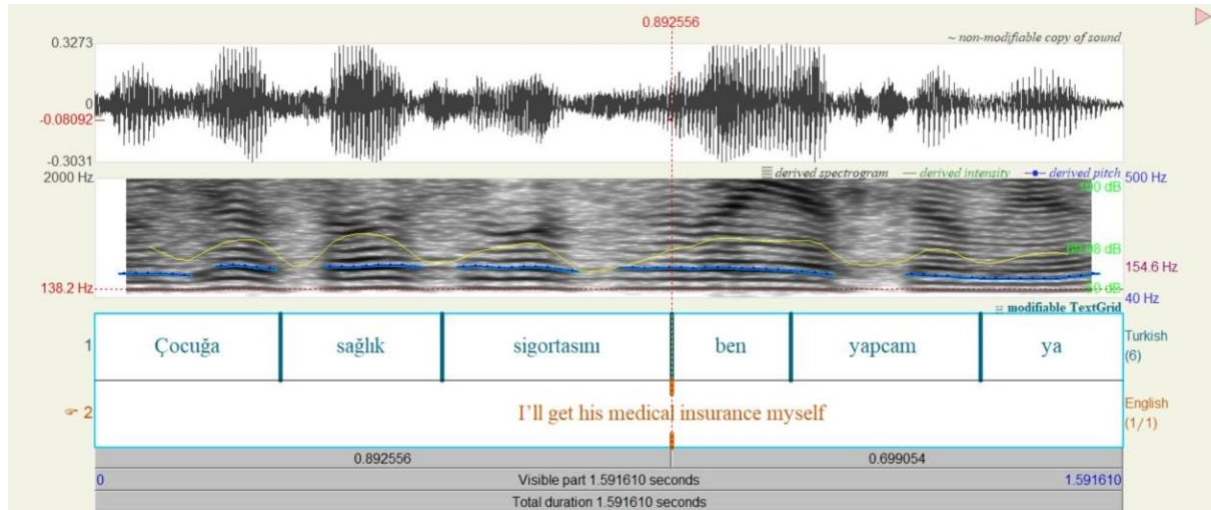 0.892556
0.3273
~ non-modifiable copy of sound
0
-0.08092
-0.3031
2000 Hz
derived spectrogram
derived intensity
derived pitch
500 Hz
100 dB
154.6 Hz
138.2 Hz
40 Hz
modifiable TextGrid
1 Çocuğa sağlık sigortasını ben yapcam ya Turkish (6)
2 I'll get his medical insurance myself English (1/1)
0.892556 0.699054
0 Visible part 1.591610 seconds 1.591610
Total duration 1.591610 seconds